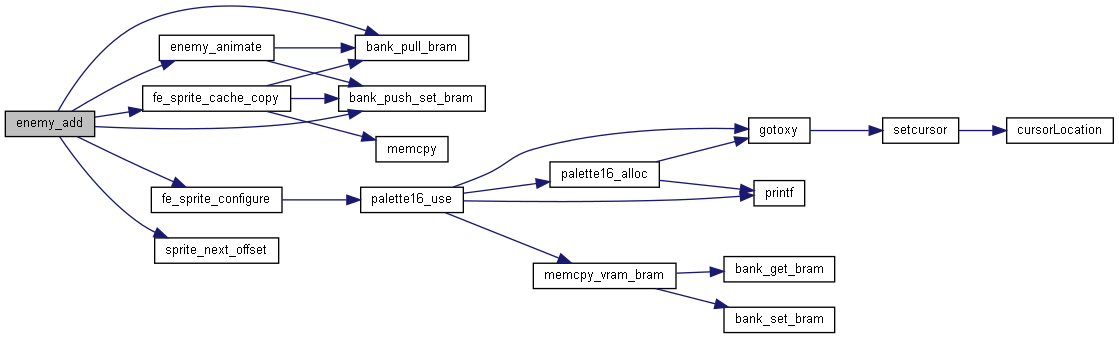 enemy_add
enemy_animate
bank_pull_bram
fe_sprite_cache_copy
bank_push_set_bram
memcpy
fe_sprite_configure
palette16_use
sprite_next_offset
gotoxy
setcursor
cursorLocation
palette16_alloc
printf
memcpy_vram_bram
bank_get_bram
bank_set_bram